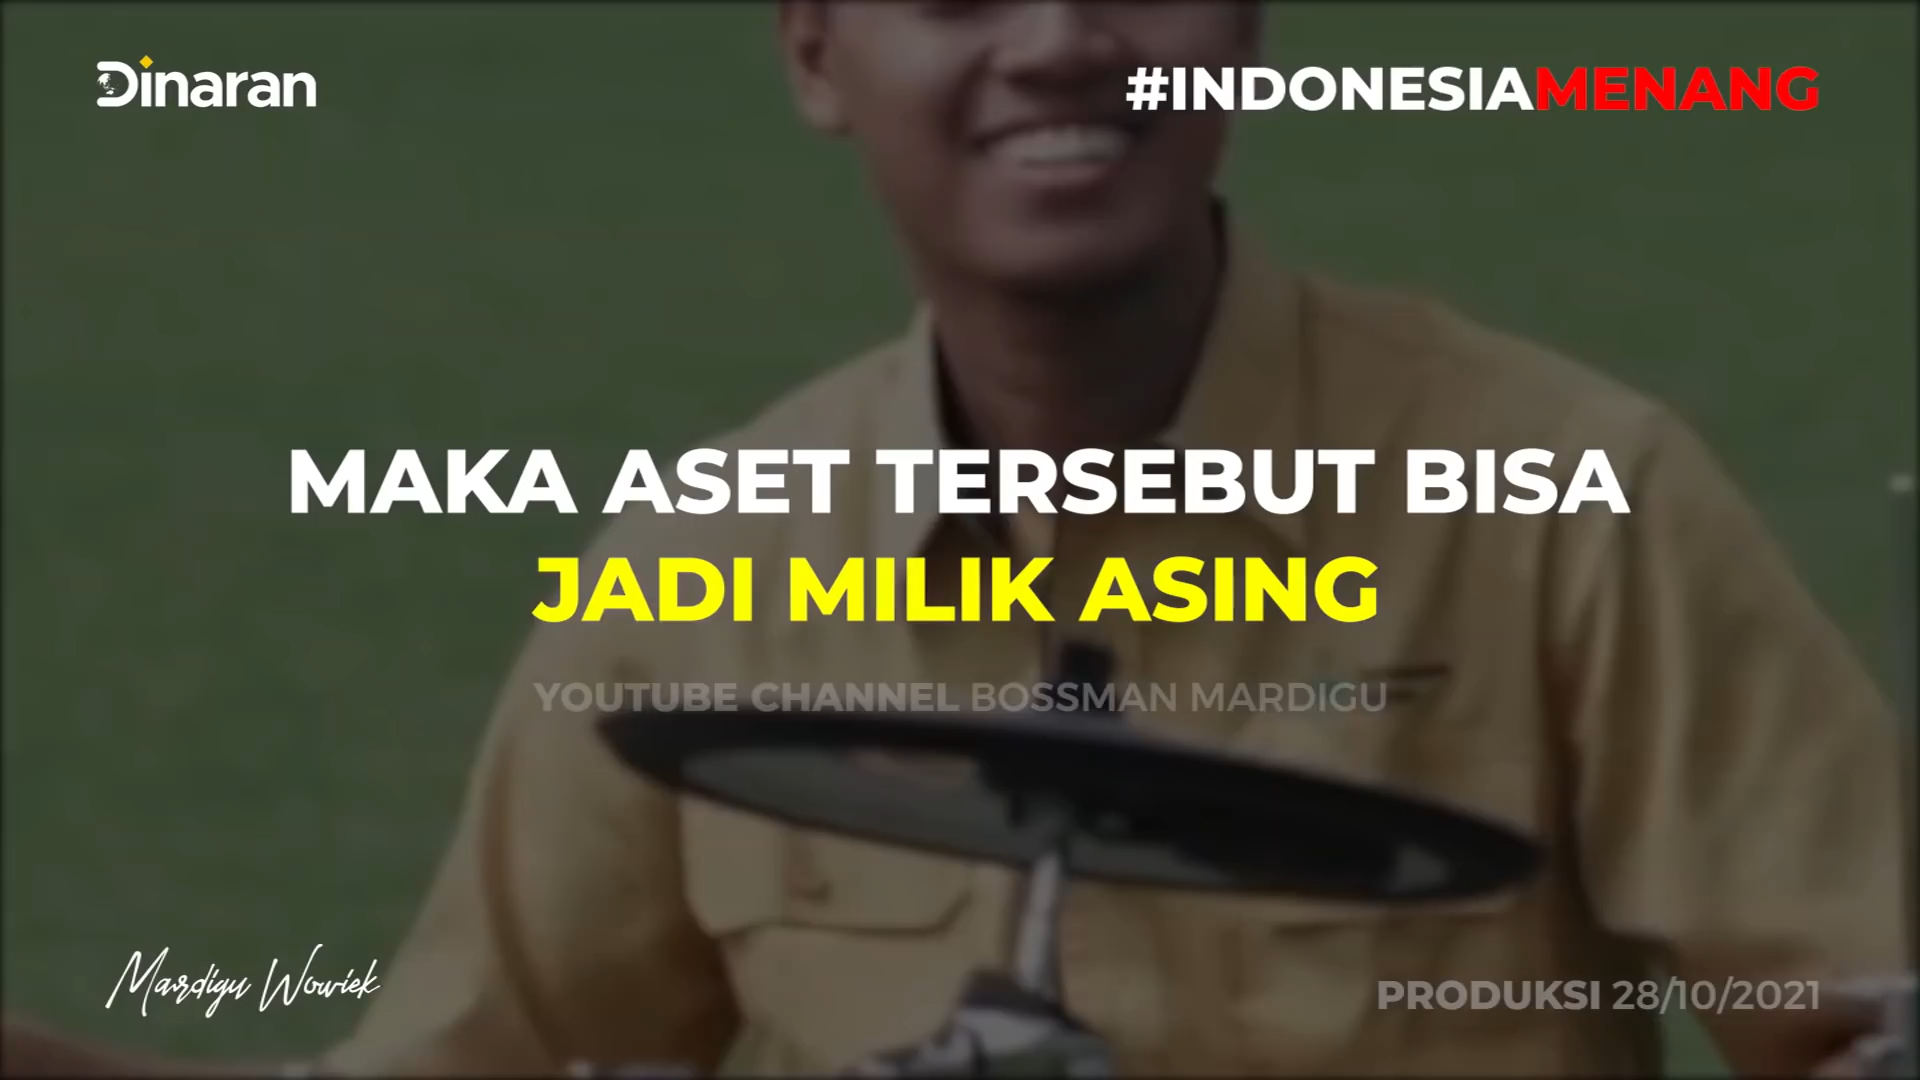 Dinaran
#INDONESIAMENANG
MAKA ASET TERSEBUT BISA
JADI MILIK ASING
YOUTUBE CHANNEL BOSSMAN MARDIGU
Mardigu Wowiek
PRODUKSI 28/10/2021